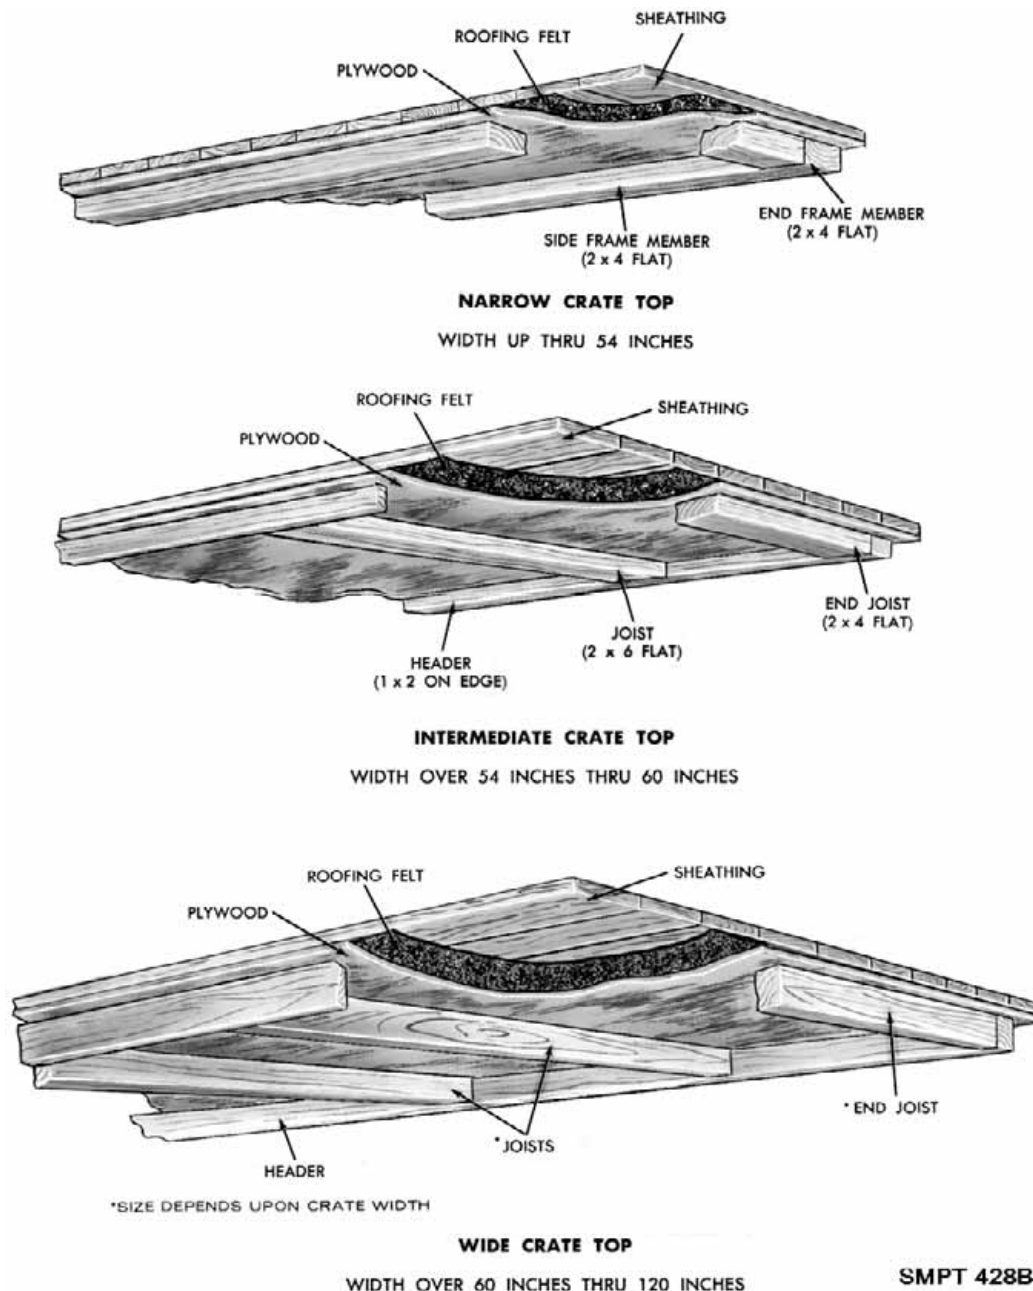 SHEATHING
ROOFING FELT
PLYWOOD
END FRAME MEMBER
(2 x 4 FLAT)
SIDE FRAME MEMBER
(2 x 4 FLAT)
NARROW CRATE TOP
WIDTH UP THRU 54 INCHES
ROOFING FELT
SHEATHING
PLYWOOD
END JOIST
(2 x 4 FLAT)
JOIST
(2 x 6 FLAT)
HEADER
(1 x 2 ON EDGE)
INTERMEDIATE CRATE TOP
WIDTH OVER 54 INCHES THRU 60 INCHES
SHEATHING
ROOFING FELT
PLYWOOD
*END JOIST
*JOISTS
HEADER
*SIZE DEPENDS UPON CRATE WIDTH
WIDE CRATE TOP
WIDTH OVER 60 INCHES THRU 120 INCHES
SMPT 428B